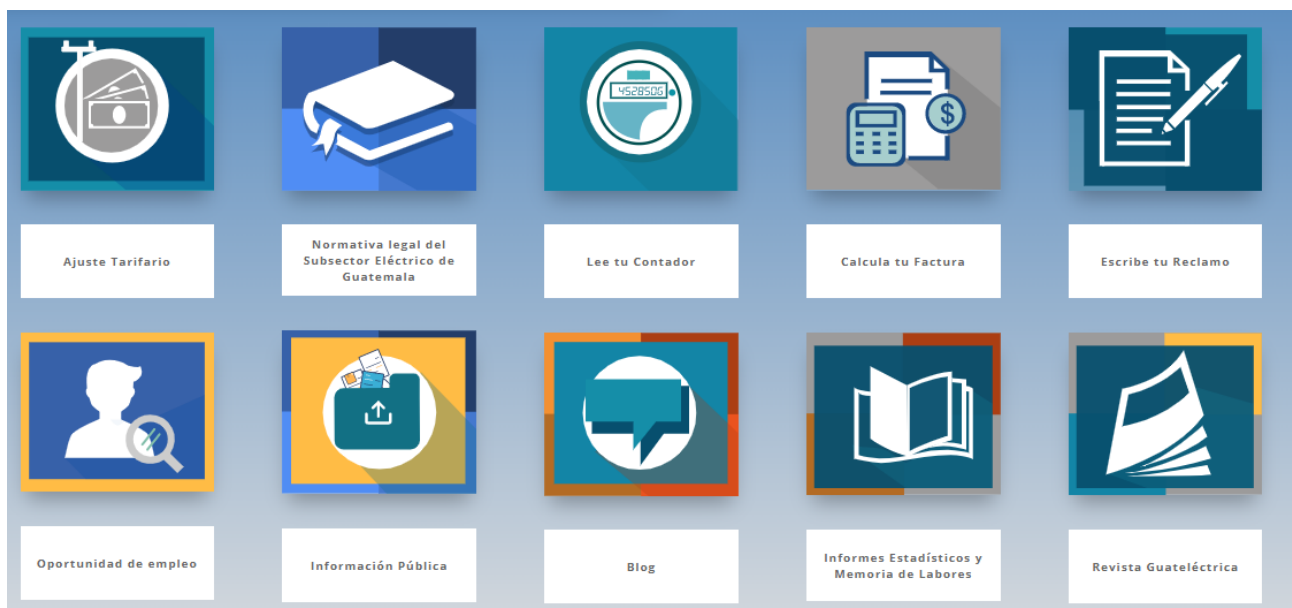 4528506
$
Ajuste Tarifario
Normativa legal del
Subsector Eléctrico de
Guatemala
Lee tu Contador
Calcula tu Factura
Escribe tu Reclamo
Oportunidad de empleo
Información Pública
Blog
Informes Estadísticos y
Memoria de Labores
Revista Guateléctrica